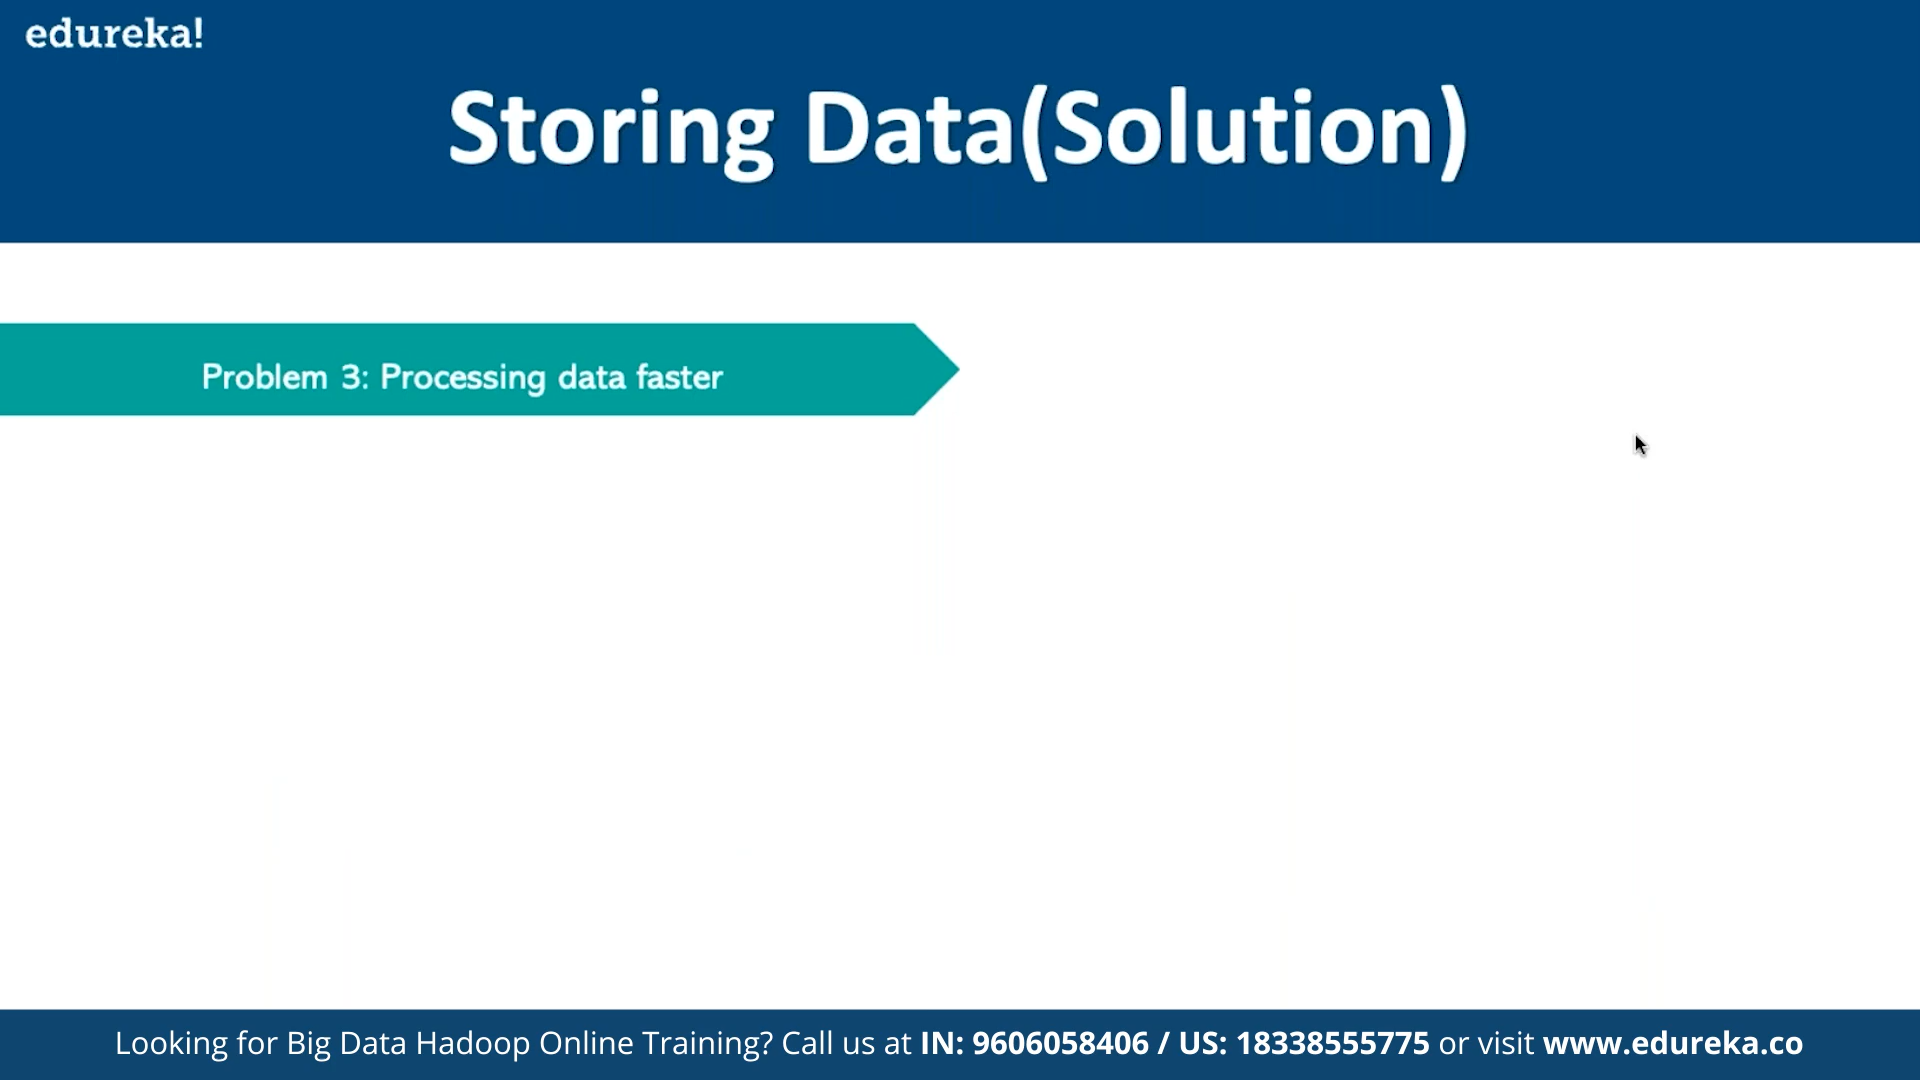 edureka!
Storing Data(Solution)
Problem 3: Processing data faster
Looking for Big Data Hadoop Online Training? Call us at IN: 9606058406 / US: 18338555775 or visit www.edureka.co